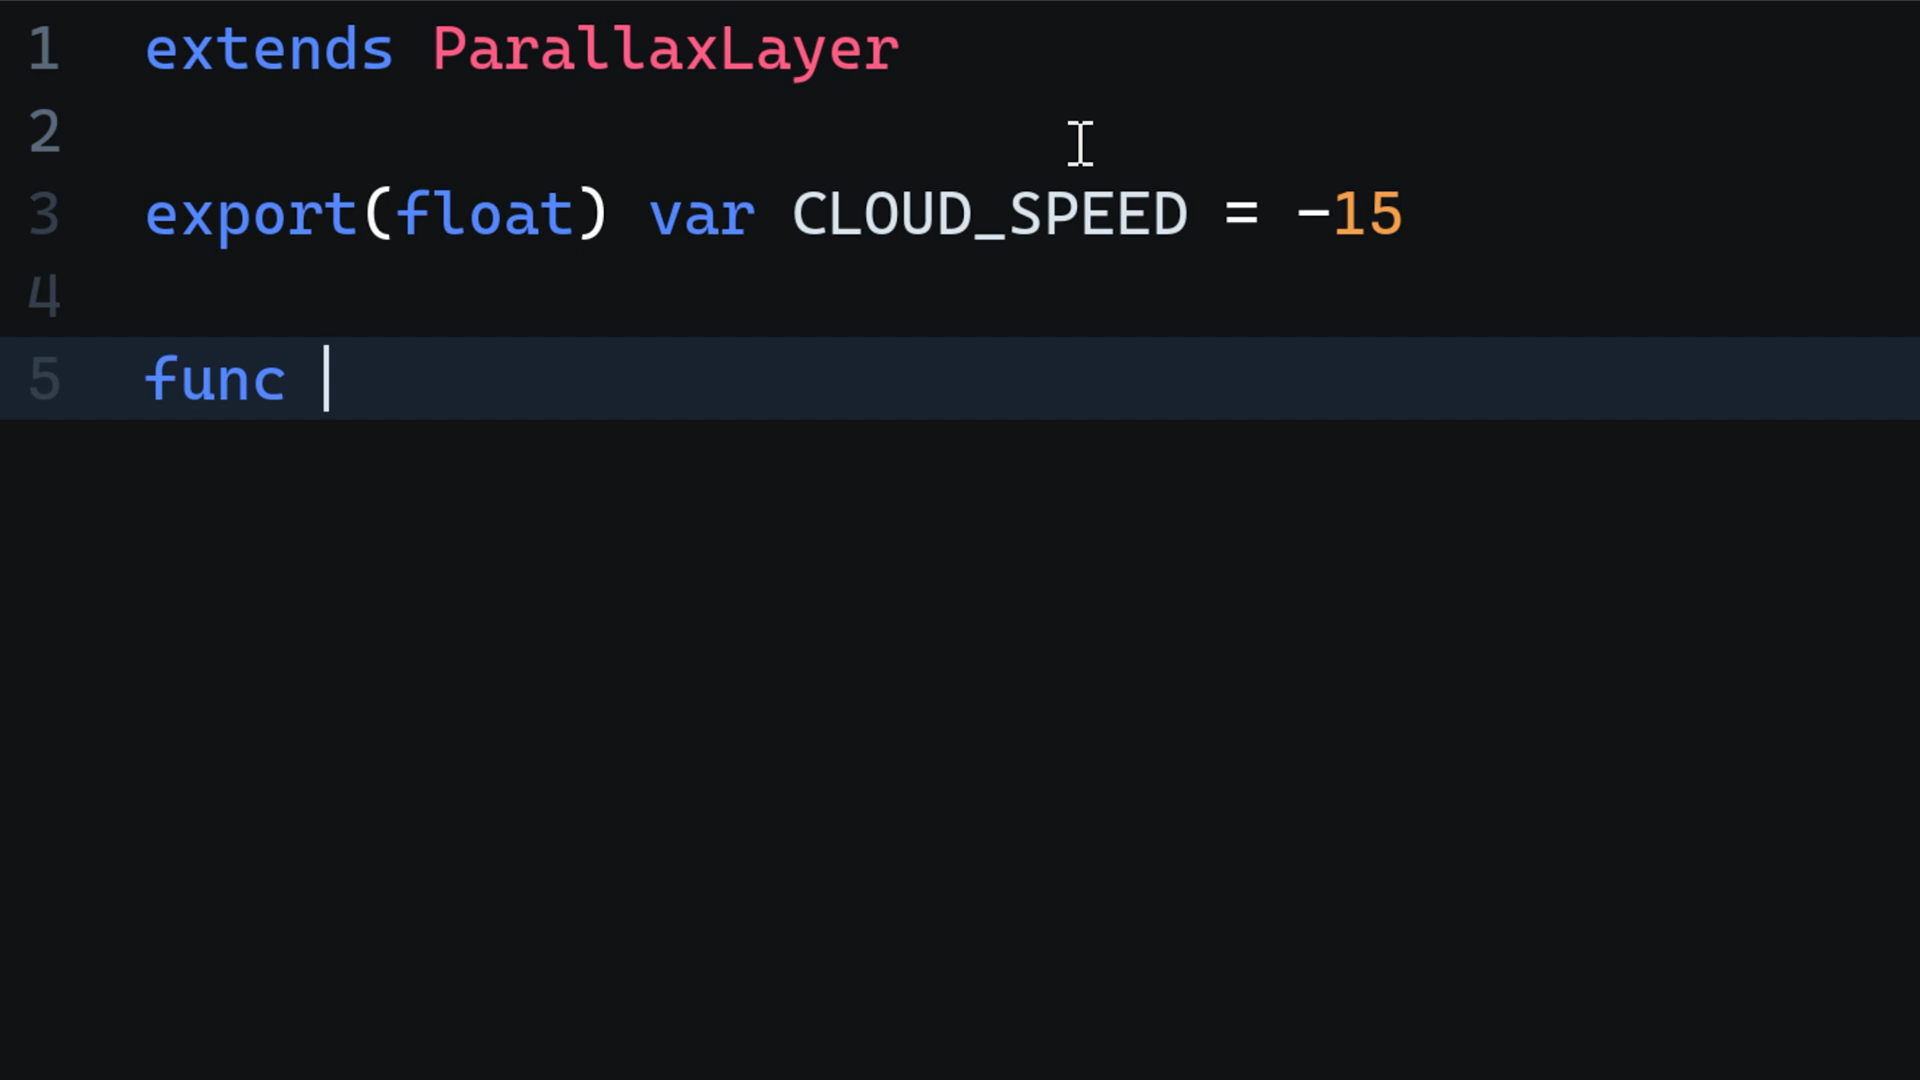 1 extends ParallaxLayer
2
3 export(float) var CLOUD_SPEED = -15
4
5 func